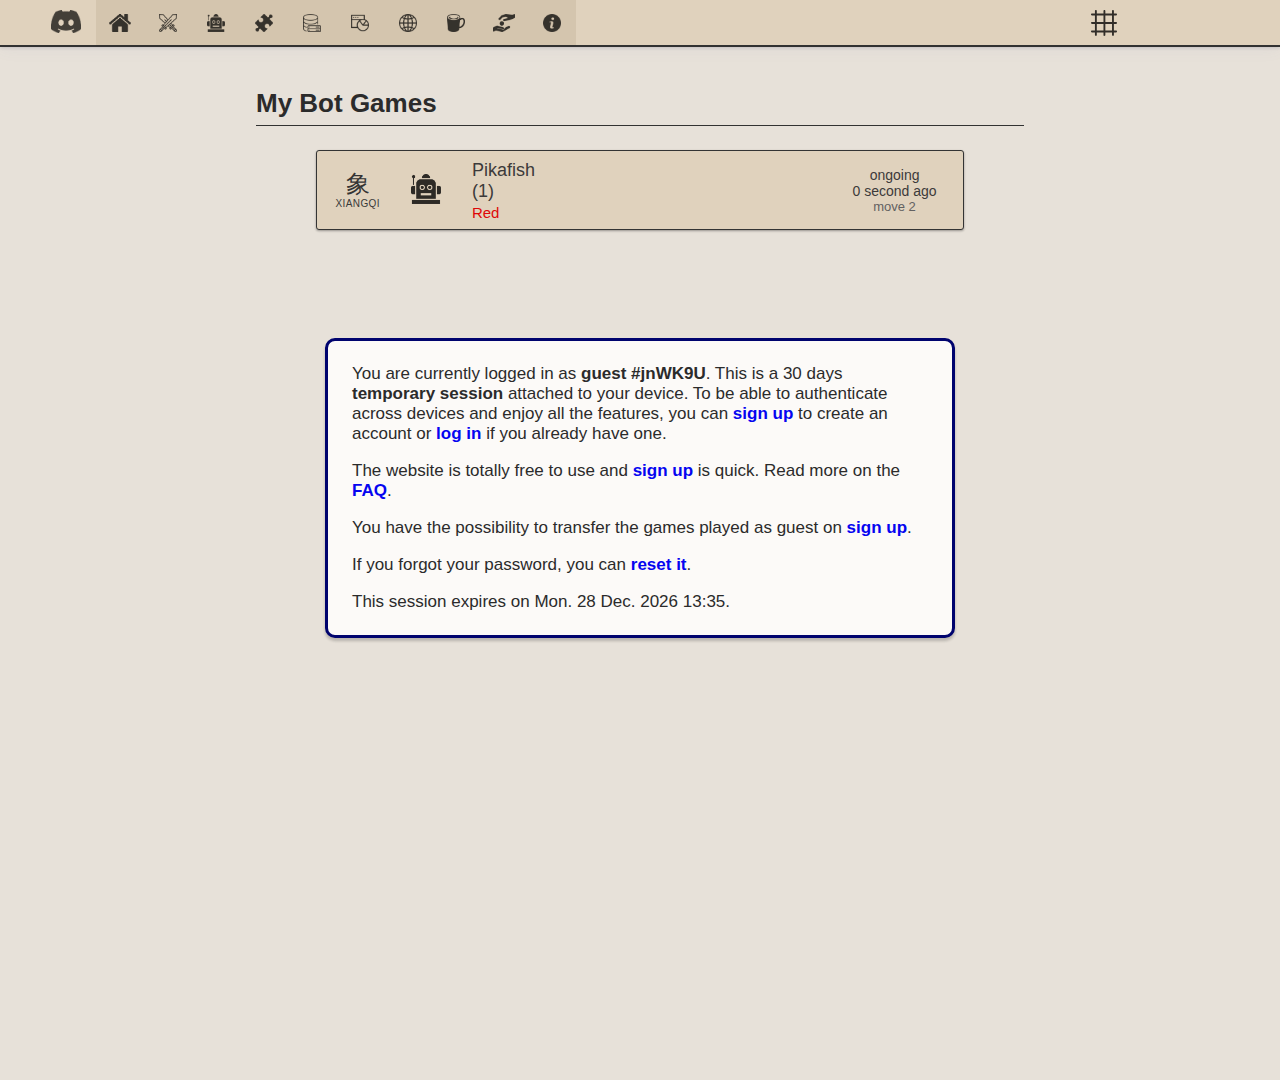 My Bot Games
象
XIANGQI
Pikafish
(1)
Red
ongoing
0 second ago
move 2
You are currently logged in as guest #jnWK9U. This is a 30 days
temporary session attached to your device. To be able to authenticate
across devices and enjoy all the features, you can sign up to create an
account or log in if you already have one.
The website is totally free to use and sign up is quick. Read more on the
FAQ.
You have the possibility to transfer the games played as guest on sign up.
If you forgot your password, you can reset it.
This session expires on Mon. 28 Dec. 2026 13:35.